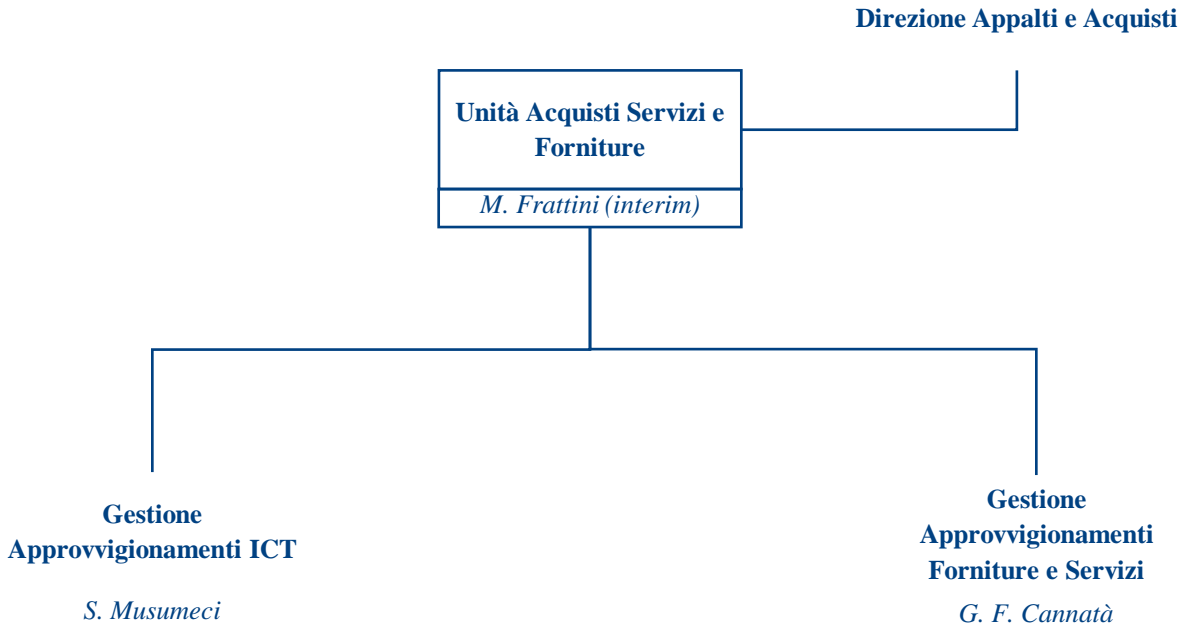 Direzione Appalti e Acquisti
Unità Acquisti Servizi e
Forniture
M. Frattini (interim)
Gestione
Approvvigionamenti ICT
S. Musumeci
Gestione
Approvvigionamenti
Forniture e Servizi
G. F. Cannatà